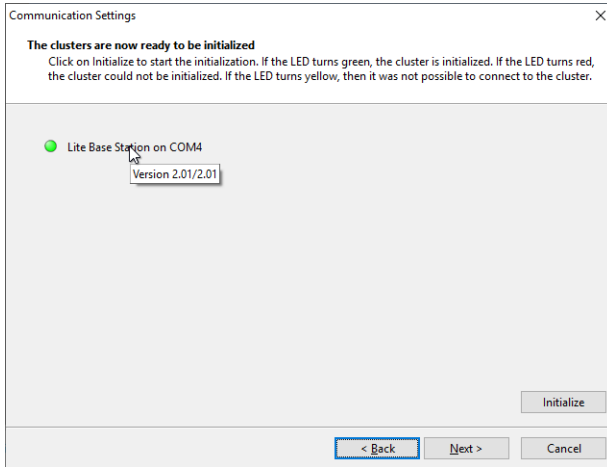 Communication Settings
The clusters are now ready to be initialized
Click on Initialize to start the initialization. If the LED turns green, the cluster is initialized. If the LED turns red,
the cluster could not be initialized. If the LED turns yellow, then it was not possible to connect to the cluster.
Lite Base Station on COM4
Version 2.01/2.01
Initialize
< Back
Next >
Cancel